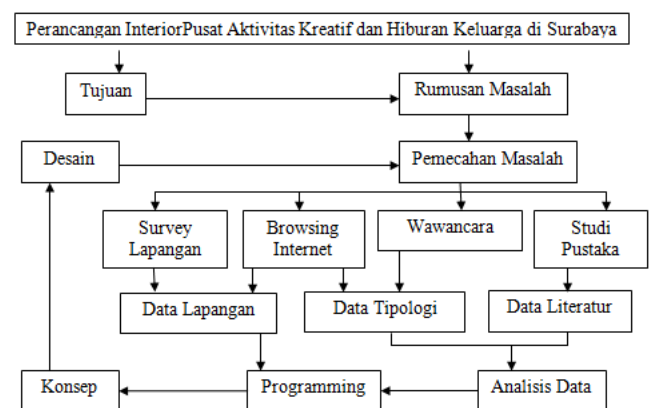 Perancangan InteriorPusat Aktivitas Kreatif dan Hiburan Keluarga di Surabaya
Tujuan
Rumusan Masalah
Desain
Pemecahan Masalah
Survey
Lapangan
Browsing
Internet
Wawancara
Studi
Pustaka
Data Lapangan
Data Tipologi
Data Literatur
Konsep
Programming
Analisis Data